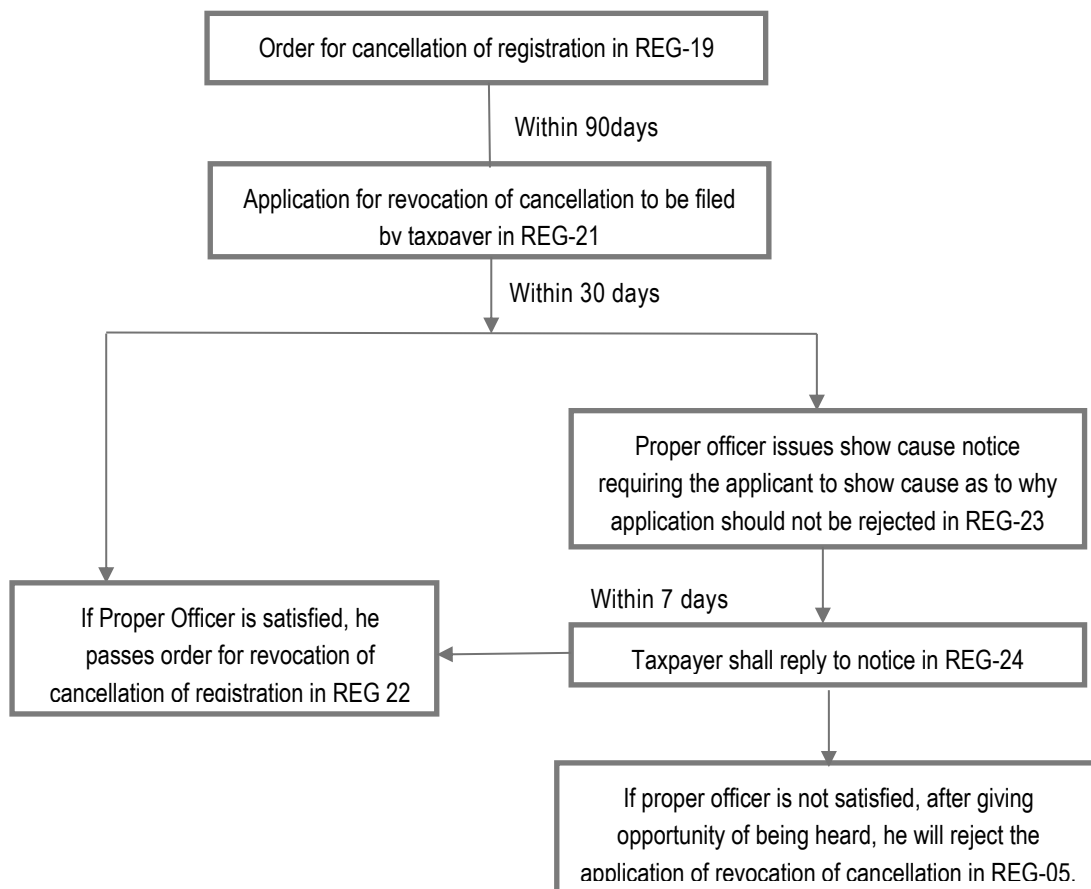 Order for cancellation of registration in REG-19
Within 90days
Application for revocation of cancellation to be filed
by taxpayer in REG-21
Within 30 days
Proper officer issues show cause notice
requiring the applicant to show cause as to why
application should not be rejected in REG-23
Within 7 days
If Proper Officer is satisfied, he
passes order for revocation of
cancellation of registration in REG 22
Taxpayer shall reply to notice in REG-24
If proper officer is not satisfied, after giving
opportunity of being heard, he will reject the
application of revocation of cancellation in REG-05.